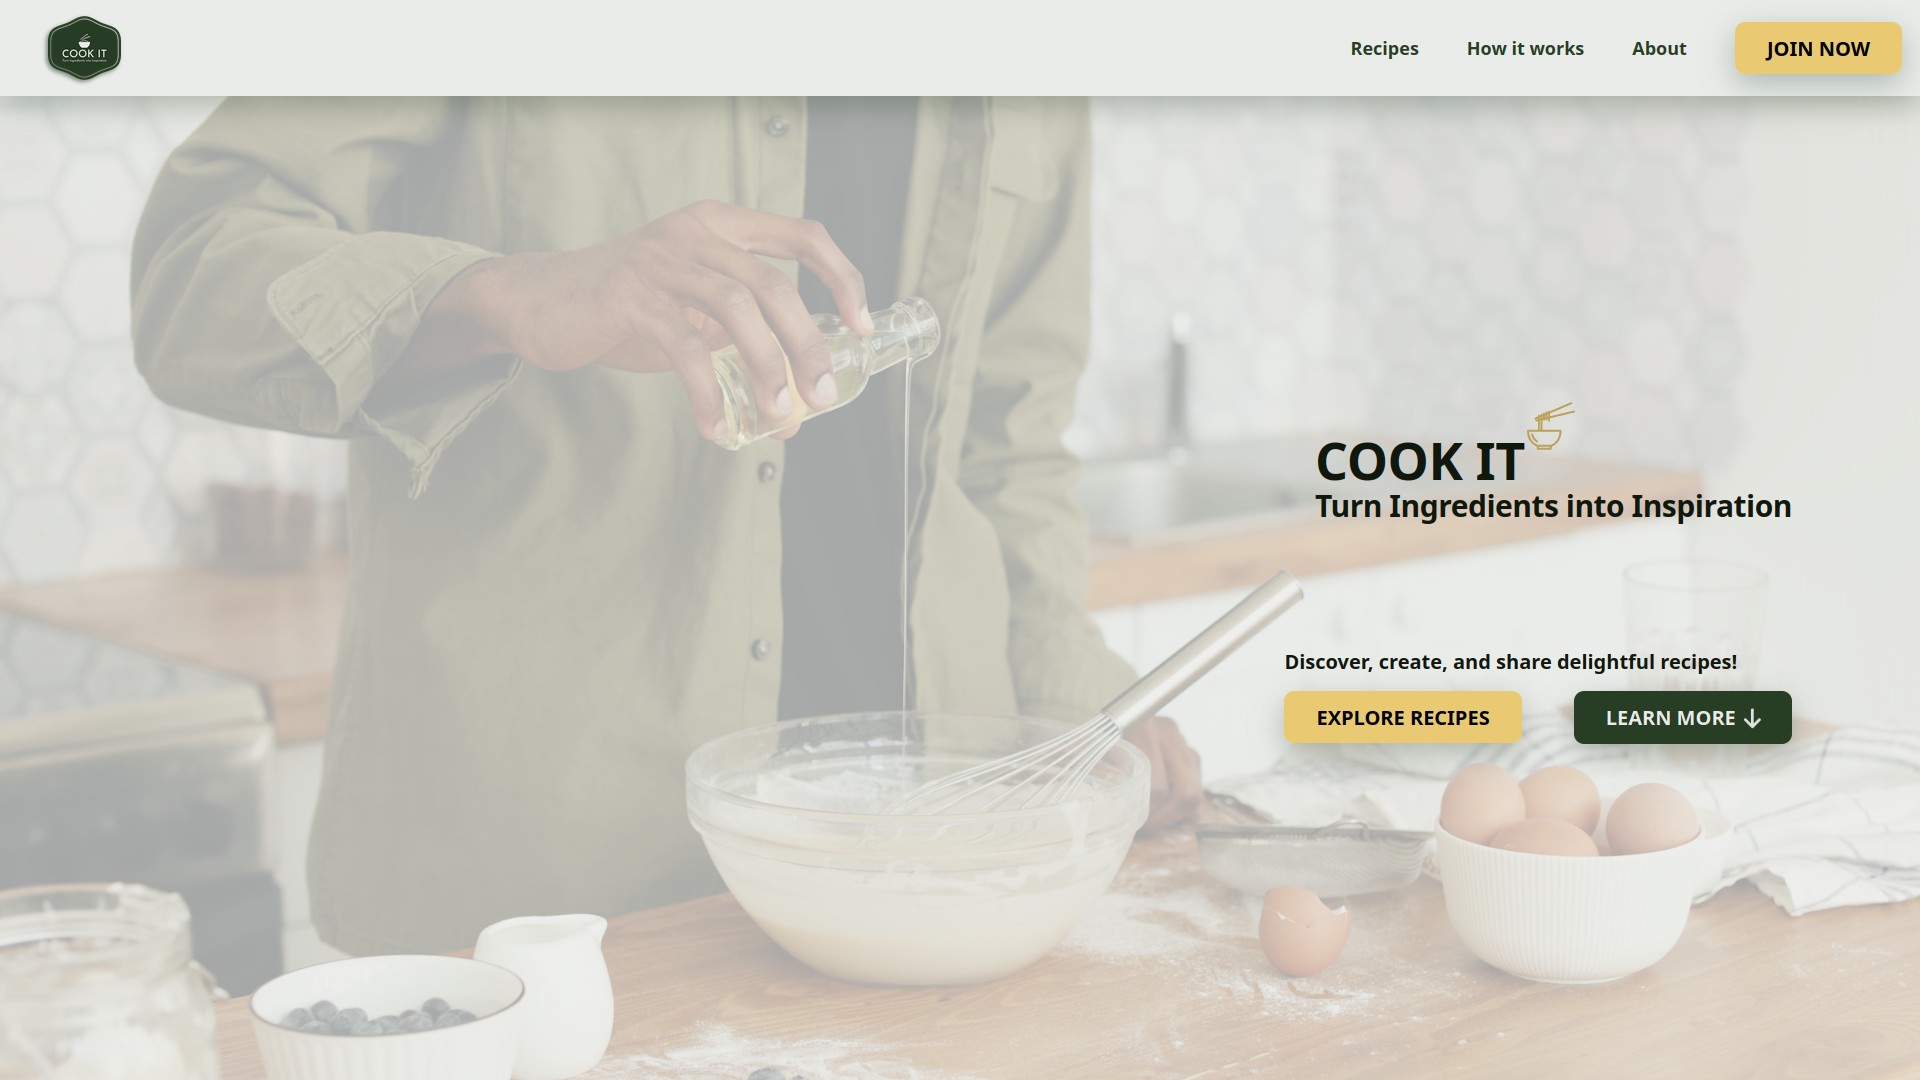 COOK IT
Recipes
How it works
About
JOIN NOW
COOK IT
Turn Ingredients into Inspiration
Discover, create, and share delightful recipes!
EXPLORE RECIPES
LEARN MORE